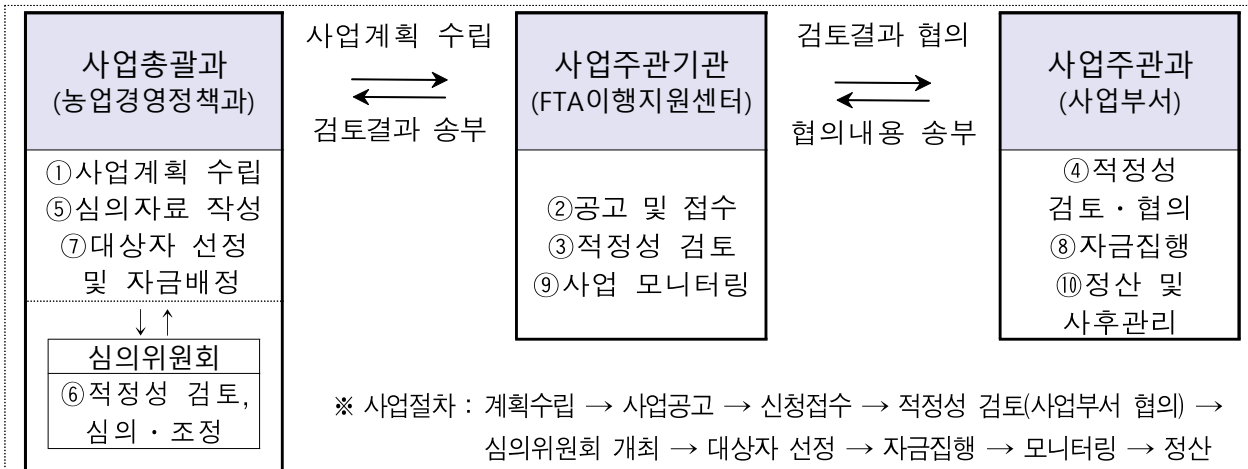 사업총괄과
(농업경영정책과)
①사업계획 수립
⑤심의자료 작성
⑦대상자 선정
및 자금배정
↓ ↑
심의위원회
⑥적정성 검토,
심의・조정
사업계획 수립
검토결과 송부
사업주관기관
(FTA이행지원센터)
②공고 및 접수
③적정성 검토
⑨사업 모니터링
검토결과 협의
협의내용 송부
사업주관과
(사업부서)
④적정성
검토・협의
⑧자금집행
⑩정산 및
사후관리
※ 사업절차 : 계획수립 → 사업공고 → 신청접수 → 적정성 검토(사업부서 협의) →
심의위원회 개최 → 대상자 선정 → 자금집행 → 모니터링 → 정산